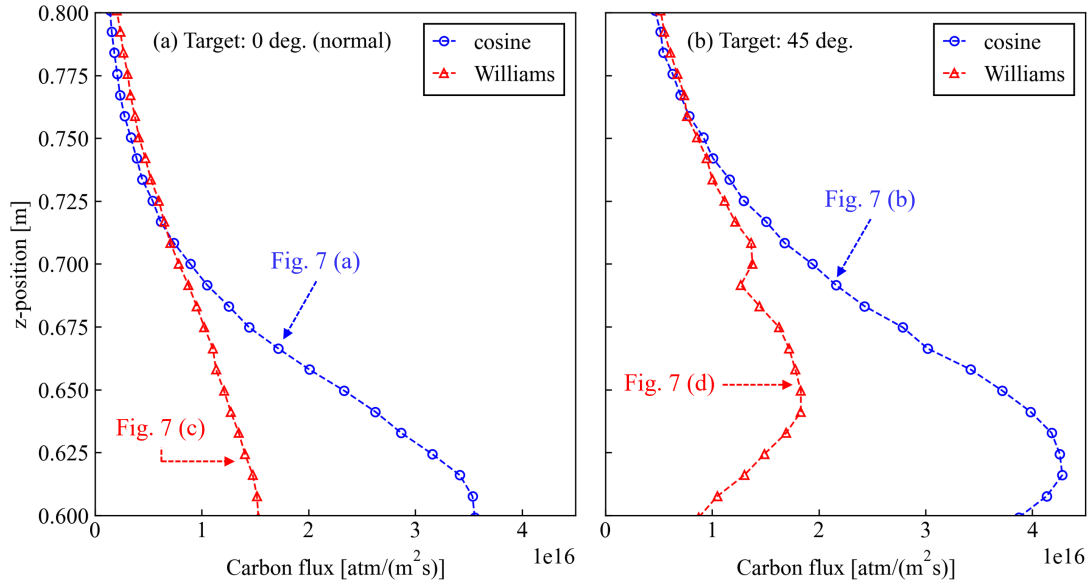 0.800
0.775
0.750
0.725
0.700
0.675
0.650
0.625
0.600
z-position [m]
(a) Target: 0 deg. (normal)
cosine
Williams
Fig. 7 (a)
Fig. 7 (c)
0
1
2
3
4
1e16
Carbon flux [atm/(m²s)]
(b) Target: 45 deg.
cosine
Williams
Fig. 7 (b)
Fig. 7 (d)
0
1
2
3
4
1e16
Carbon flux [atm/(m²s)]